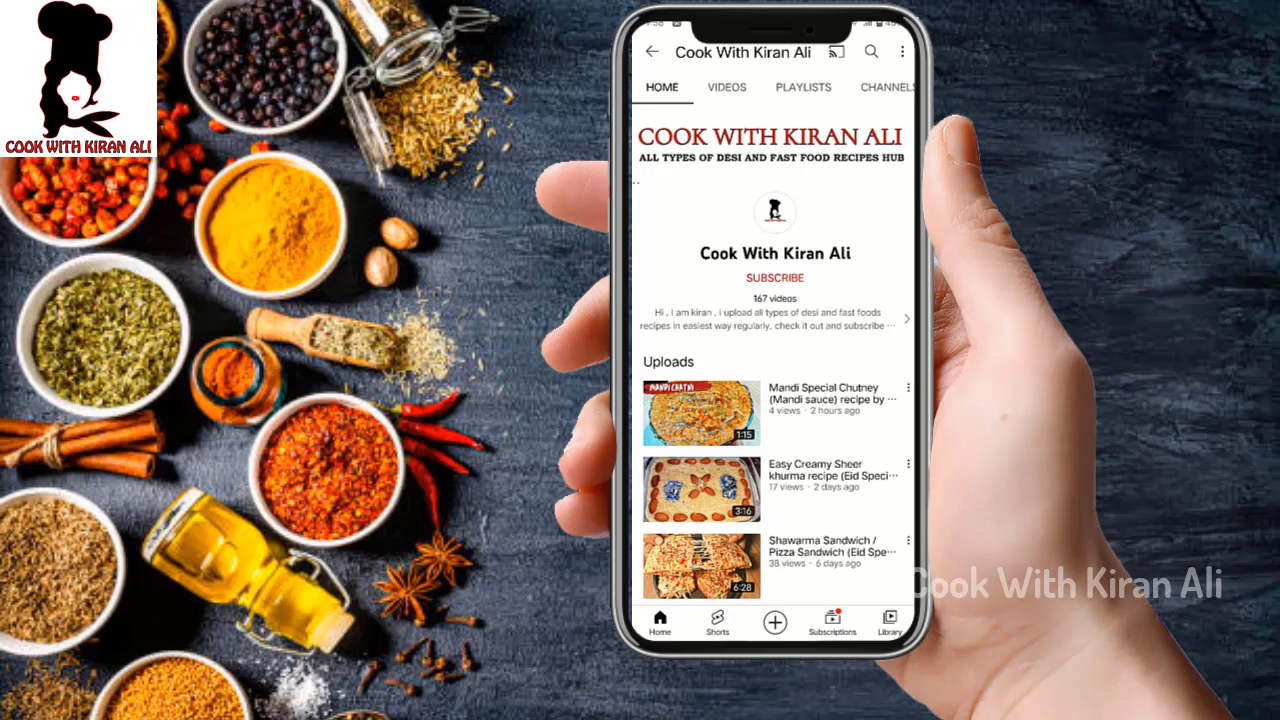 COOK WITH KIRAN ALI
Cook With Kiran Ali
HOME VIDEOS PLAYLISTS CHANNELS
COOK WITH KIRAN ALI
ALL TYPES OF DESI AND FAST FOOD RECIPES HUB
Cook With Kiran Ali
SUBSCRIBE
167 videos
Hi , I am kiran , i upload all types of desi and fast foods
recipes in easiest way regularly, check it out and subscribe ...
Uploads
MANDI CHATNI
Mandi Special Chutney
(Mandi sauce) recipe by ...
4 views · 2 hours ago
1:15
Easy Creamy Sheer
khurma recipe (Eid Speci...
17 views · 2 days ago
3:16
Shawarma Sandwich /
Pizza Sandwich (Eid Spe...
38 views · 6 days ago
6:28
Home Shorts Subscriptions Library
Cook With Kiran Ali